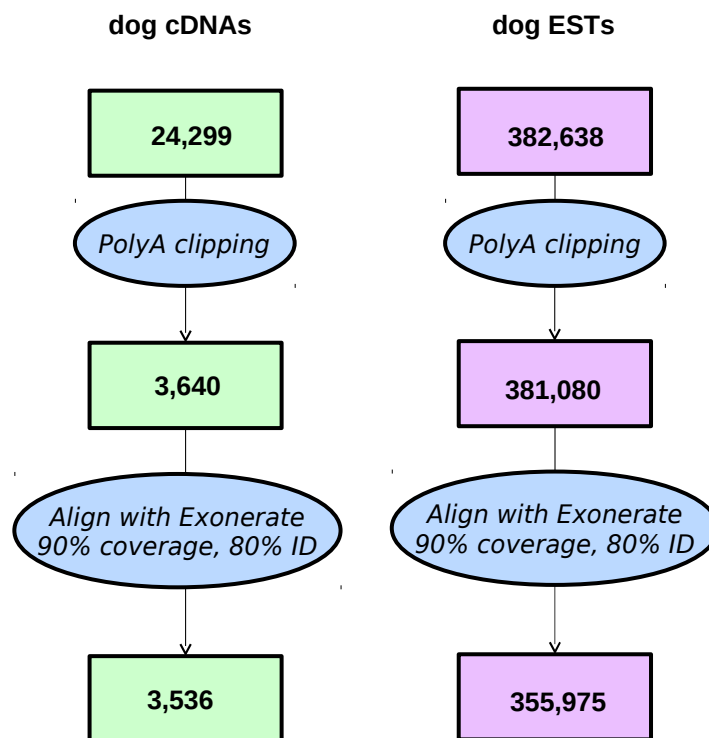 dog cDNAs
24,299
PolyA clipping
3,640
Align with Exonerate
90% coverage, 80% ID
3,536
dog ESTs
382,638
PolyA clipping
381,080
Align with Exonerate
90% coverage, 80% ID
355,975